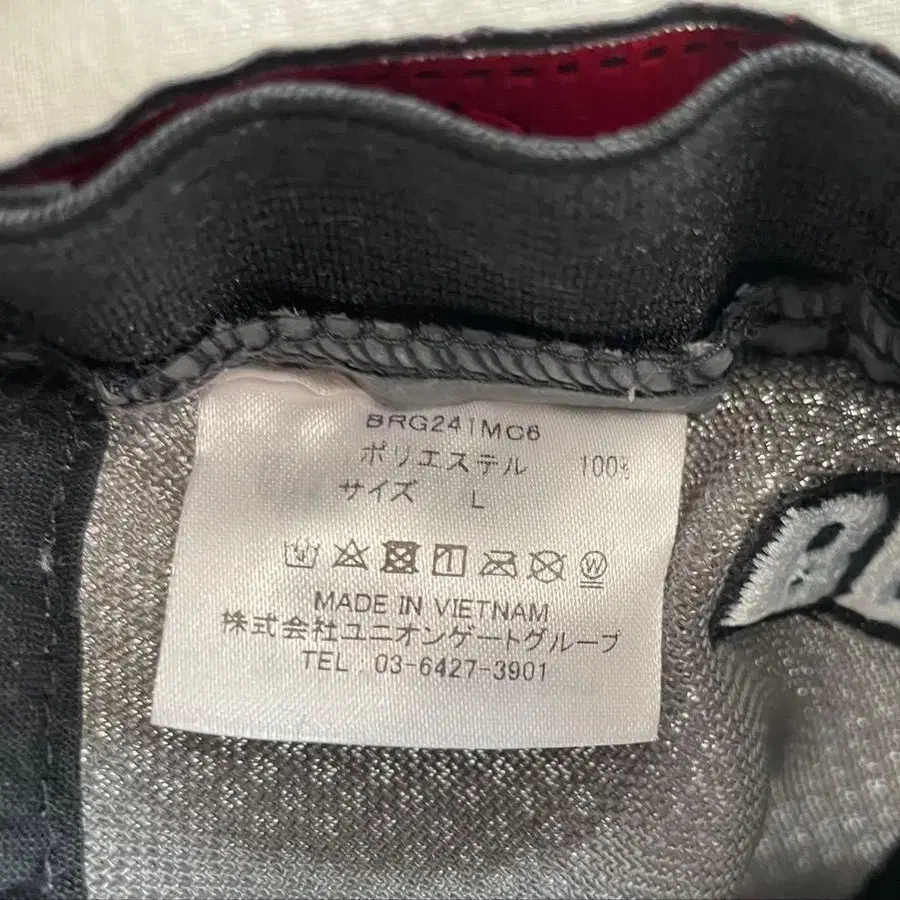 BRG241MC6
ポリエステル 100%
サイズ L
W
MADE IN VIETNAM
株式会社ユニオンゲートグループ
TEL : 03-6427-3901